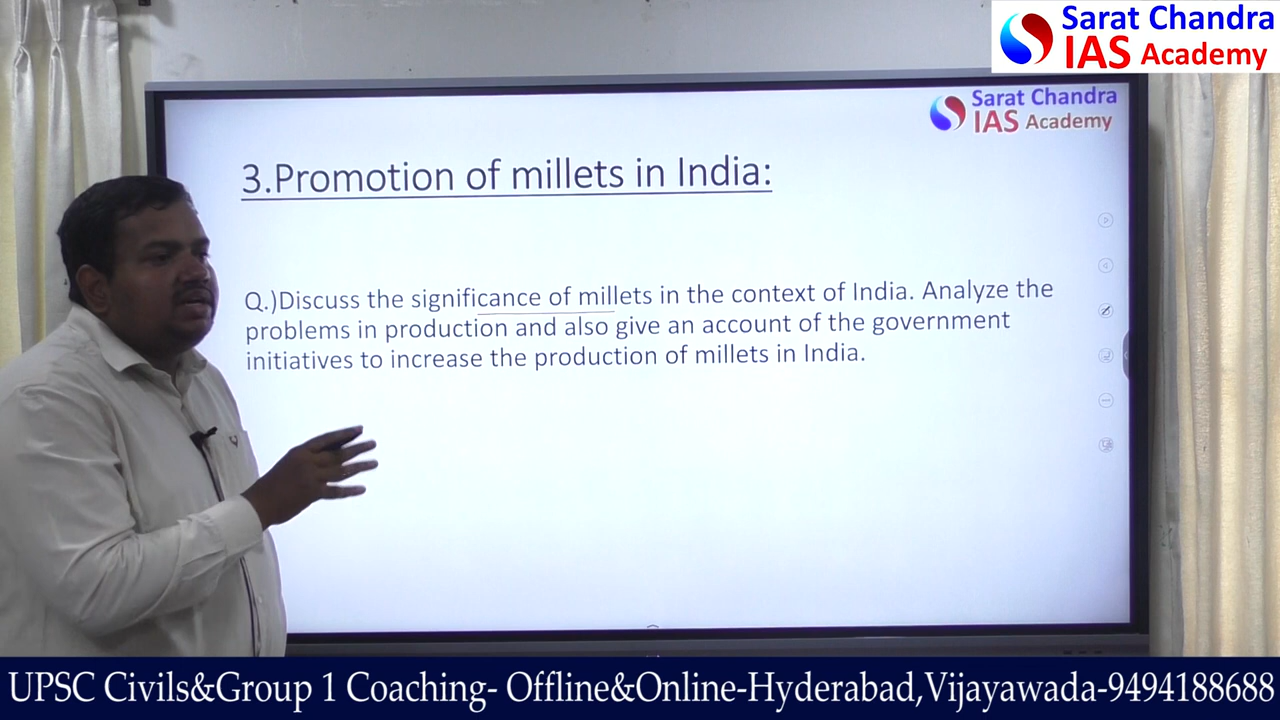 Sarat Chandra
IAS Academy
Sarat Chandra
IAS Academy
3.Promotion of millets in India:
Q.)Discuss the significance of millets in the context of India. Analyze the
problems in production and also give an account of the government
initiatives to increase the production of millets in India.
UPSC Civils&Group 1 Coaching- Offline&Online-Hyderabad,Vijayawada-9494188688